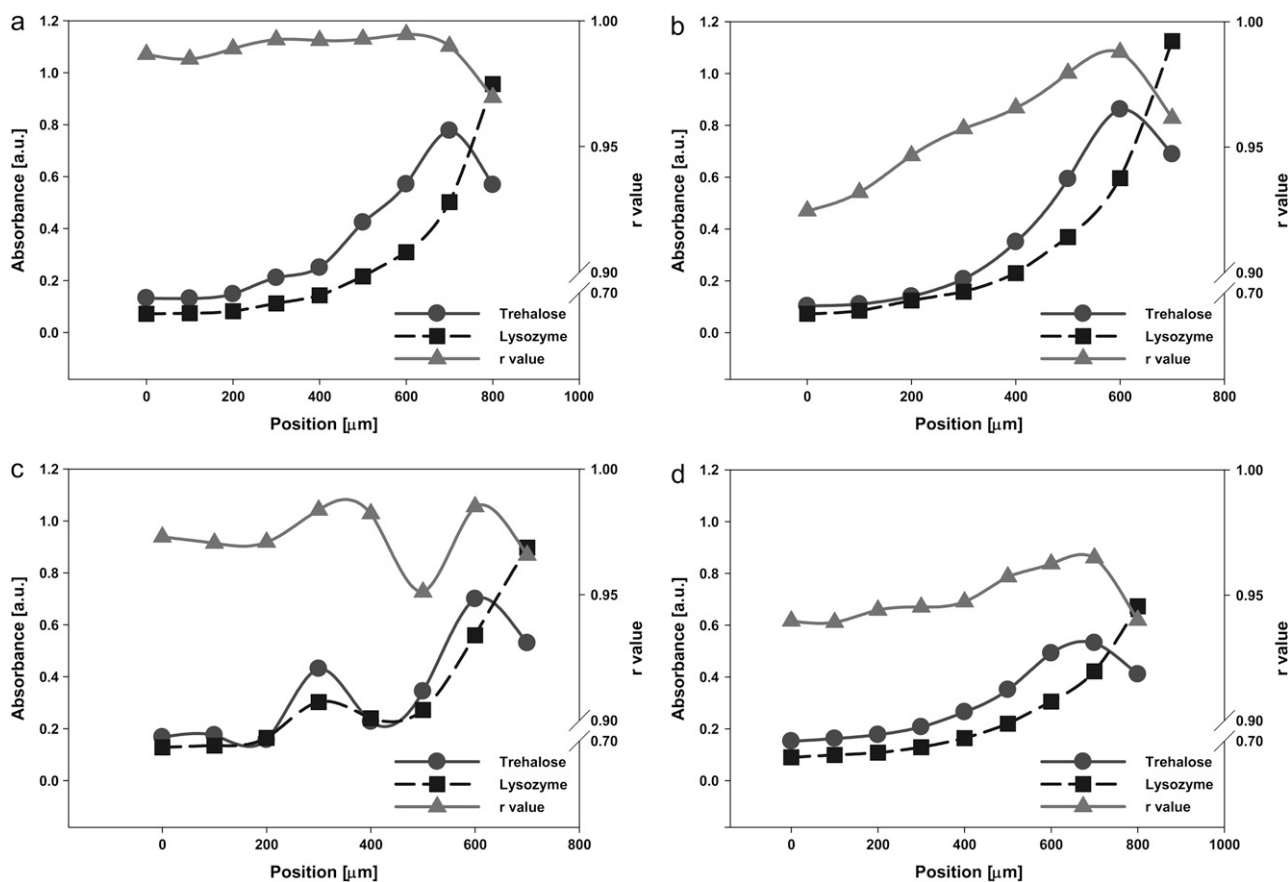 a
1.2
1.0
0.8
0.6
0.4
0.2
0.0
Absorbance [a.u.]
1.00
0.95
0.90
0.70
r value
Trehalose
Lysozyme
r value
0 200 400 600 800 1000
Position [μm]
b
1.2
1.0
0.8
0.6
0.4
0.2
0.0
Absorbance [a.u.]
1.00
0.95
0.90
0.70
r value
Trehalose
Lysozyme
r value
0 200 400 600 800
Position [μm]
c
1.2
1.0
0.8
0.6
0.4
0.2
0.0
Absorbance [a.u.]
1.00
0.95
0.90
0.70
r value
Trehalose
Lysozyme
r value
0 200 400 600 800
Position [μm]
d
1.2
1.0
0.8
0.6
0.4
0.2
0.0
Absorbance [a.u.]
1.00
0.95
0.90
0.70
r value
Trehalose
Lysozyme
r value
0 200 400 600 800 1000
Position [μm]